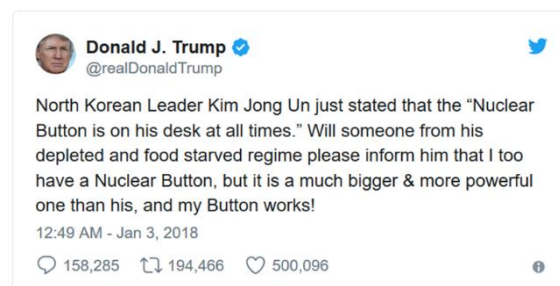 Donald J. Trump
@realDonaldTrump
North Korean Leader Kim Jong Un just stated that the “Nuclear
Button is on his desk at all times.” Will someone from his
depleted and food starved regime please inform him that I too
have a Nuclear Button, but it is a much bigger & more powerful
one than his, and my Button works!
12:49 AM - Jan 3, 2018
158,285 194,466 500,096